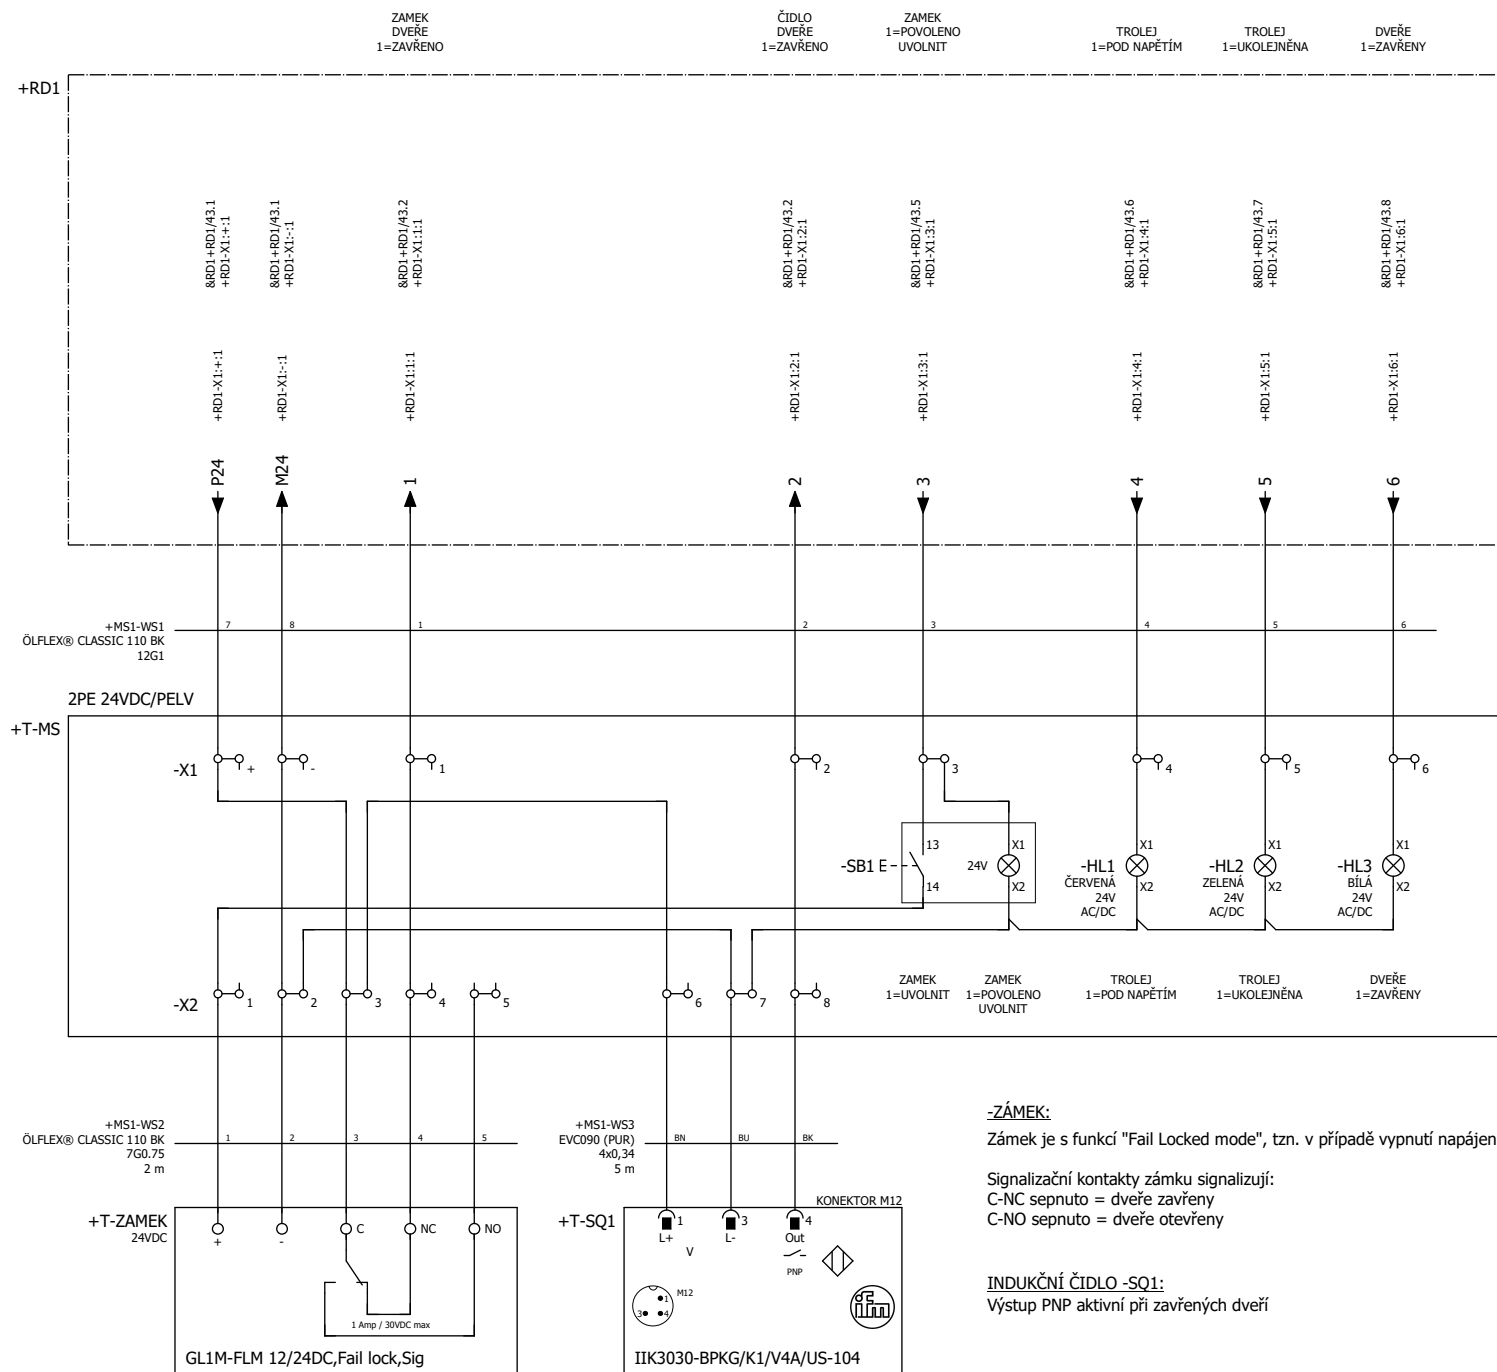 ZAMEK
DVEŘE
1=ZAVŘENO
ČIDLO
DVEŘE
1=ZAVŘENO
ZAMEK
1=POVOLENO
UVOLNIT
TROLEJ
1=POD NAPĚTÍM
TROLEJ
1=UKOLEJNĚNA
DVEŘE
1=ZAVŘENY
+RD1
&RD1+RD1/43.1
+RD1-X1:+:1
&RD1+RD1/43.1
+RD1-X1:-:1
&RD1+RD1/43.2
+RD1-X1:1:1
&RD1+RD1/43.2
+RD1-X1:2:1
&RD1+RD1/43.5
+RD1-X1:3:1
&RD1+RD1/43.6
+RD1-X1:4:1
&RD1+RD1/43.7
+RD1-X1:5:1
&RD1+RD1/43.8
+RD1-X1:6:1
+RD1-X1:+:1
+RD1-X1:-:1
+RD1-X1:1:1
+RD1-X1:2:1
+RD1-X1:3:1
+RD1-X1:4:1
+RD1-X1:5:1
+RD1-X1:6:1
P24 M24 1 2 3 4 5 6
+MS1-WS1
ÖLFLEX® CLASSIC 110 BK
12G1
7 8 1 2 3 4 5 6
2PE 24VDC/PELV
+T-MS
-X1 + - 1 2 3 4 5 6
-SB1 E 13 14 24V X1 X2
-HL1
ČERVENÁ
24V
AC/DC
X1
X2
-HL2
ZELENÁ
24V
AC/DC
X1
X2
-HL3
BÍLÁ
24V
AC/DC
X1
X2
-X2 1 2 3 4 5 6 7 8
ZAMEK
1=UVOLNIT
ZAMEK
1=POVOLENO
UVOLNIT
TROLEJ
1=POD NAPĚTÍM
TROLEJ
1=UKOLEJNĚNA
DVEŘE
1=ZAVŘENY
+MS1-WS2
ÖLFLEX® CLASSIC 110 BK
7G0.75
2 m
1 2 3 4 5
+MS1-WS3
EVC090 (PUR)
4x0,34
5 m
BN BU BK
-ZÁMEK:
Zámek je s funkcí "Fail Locked mode", tzn. v případě vypnutí napájen
Signalizační kontakty zámku signalizují:
C-NC sepnuto = dveře zavřeny
C-NO sepnuto = dveře otevřeny
INDUKČNÍ ČIDLO -SQ1:
Výstup PNP aktivní při zavřených dveří
+T-ZAMEK
24VDC
+ - C NC NO
1 Amp / 30VDC max
GL1M-FLM 12/24DC,Fail lock,Sig
KONEKTOR M12
+T-SQ1
1 3 4
L+ L- Out
V
PNP
M12
1
3 4
ifm
IIK3030-BPKG/K1/V4A/US-104